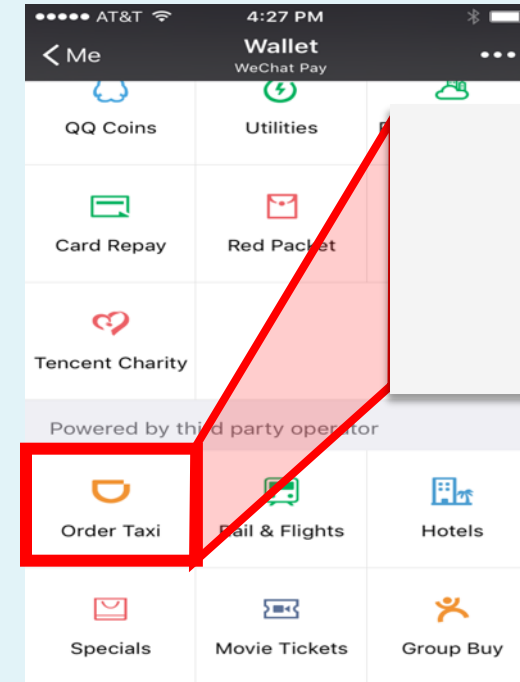 AT&T 4:27 PM
Me Wallet
WeChat Pay
QQ Coins Utilities
Card Repay Red Packet
Tencent Charity
Powered by third party operator
Order Taxi Rail & Flights Hotels
Specials Movie Tickets Group Buy